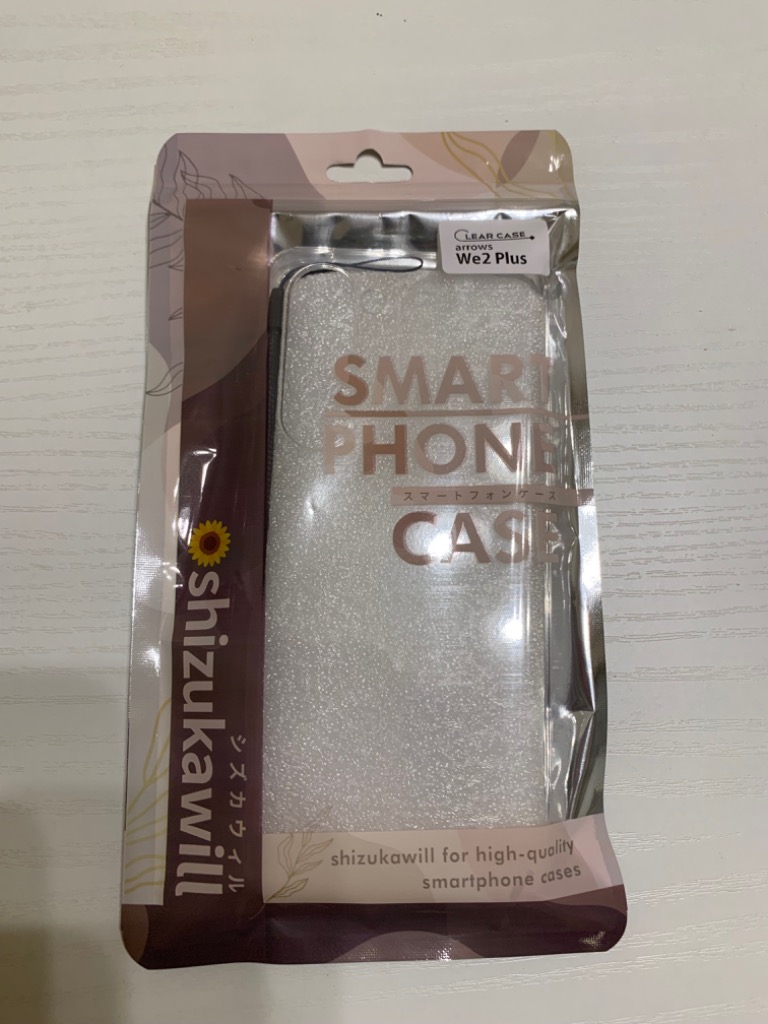 CLEAR CASE
arrows
We2 Plus
SMART
PHONE
スマートフォンケース
CASE
shizukawill
シズカウィル
shizukawill for high-quality
smartphone cases